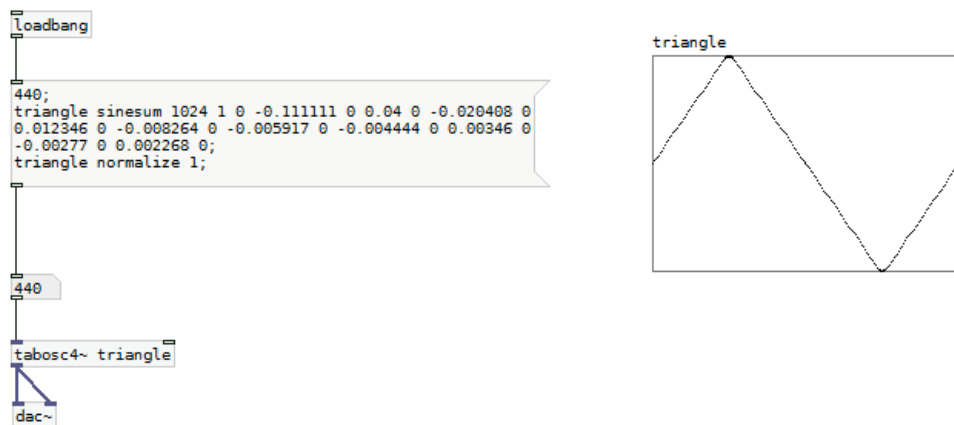 loadbang
triangle
440;
triangle sinesum 1024 1 0 -0.111111 0 0.04 0 -0.020408 0
0.012346 0 -0.008264 0 -0.005917 0 -0.004444 0 0.00346 0
-0.00277 0 0.002268 0;
triangle normalize 1;
440
tabosc4~ triangle
dac~